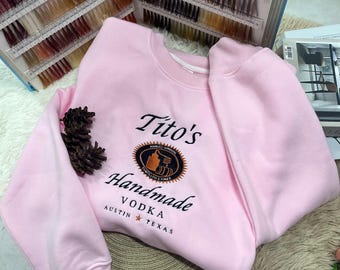 Tito's
Handmade
VODKA
AUSTIN ★ TEXAS